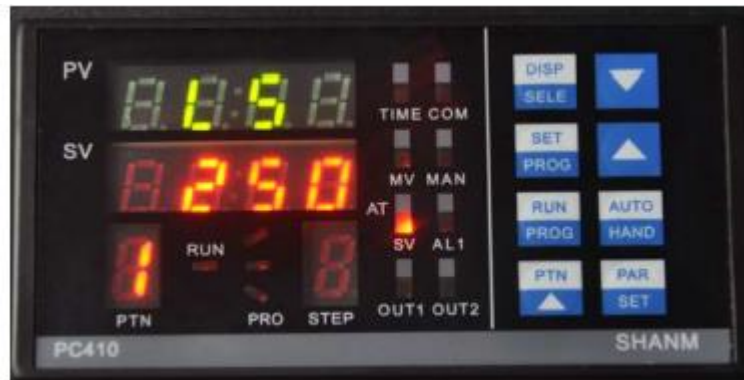 PV
LS
SV
250
1
RUN
PTN
PRO
STEP
TIME COM
MV MAN
AT
SV AL1
OUT1 OUT2
DISP
SELE
SET
PROG
RUN
PROG
AUTO
HAND
PTN
PAR
SET
PC410
SHANM